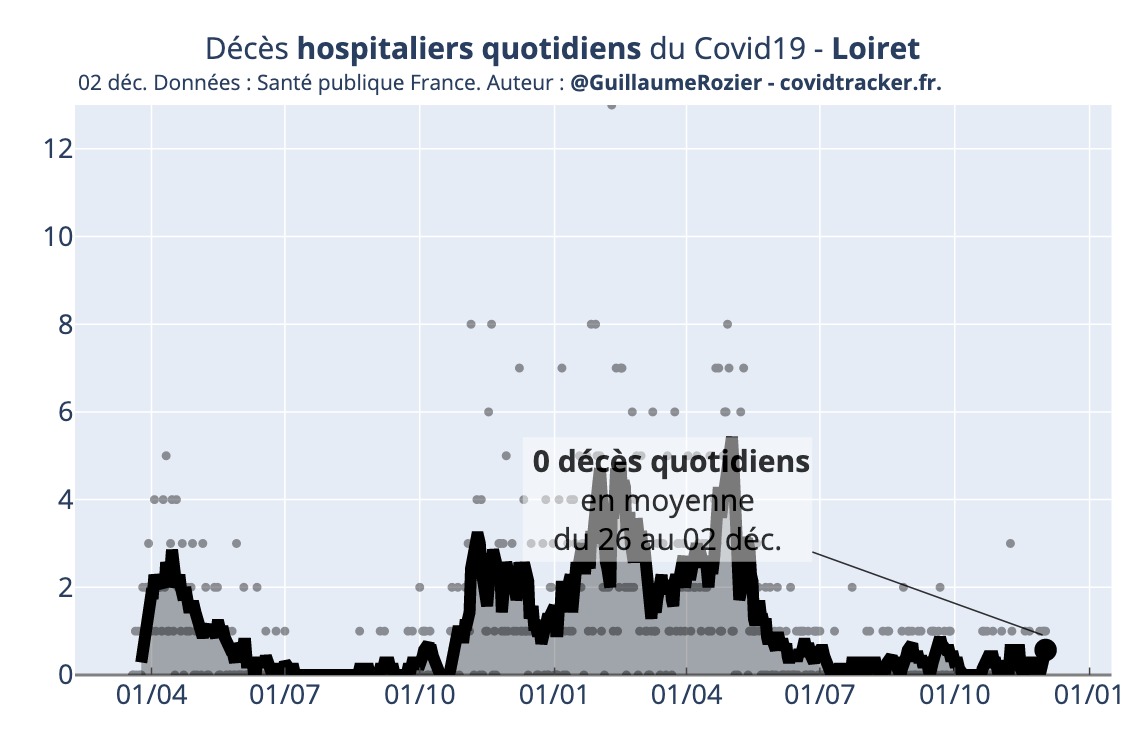 Décès hospitaliers quotidiens du Covid19 - Loiret
02 déc. Données : Santé publique France. Auteur : @GuillaumeRozier - covidtracker.fr.
12
10
8
6
4
2
0
0 décès quotidiens
en moyenne
du 26 au 02 déc.
01/04 01/07 01/10 01/01 01/04 01/07 01/10 01/01